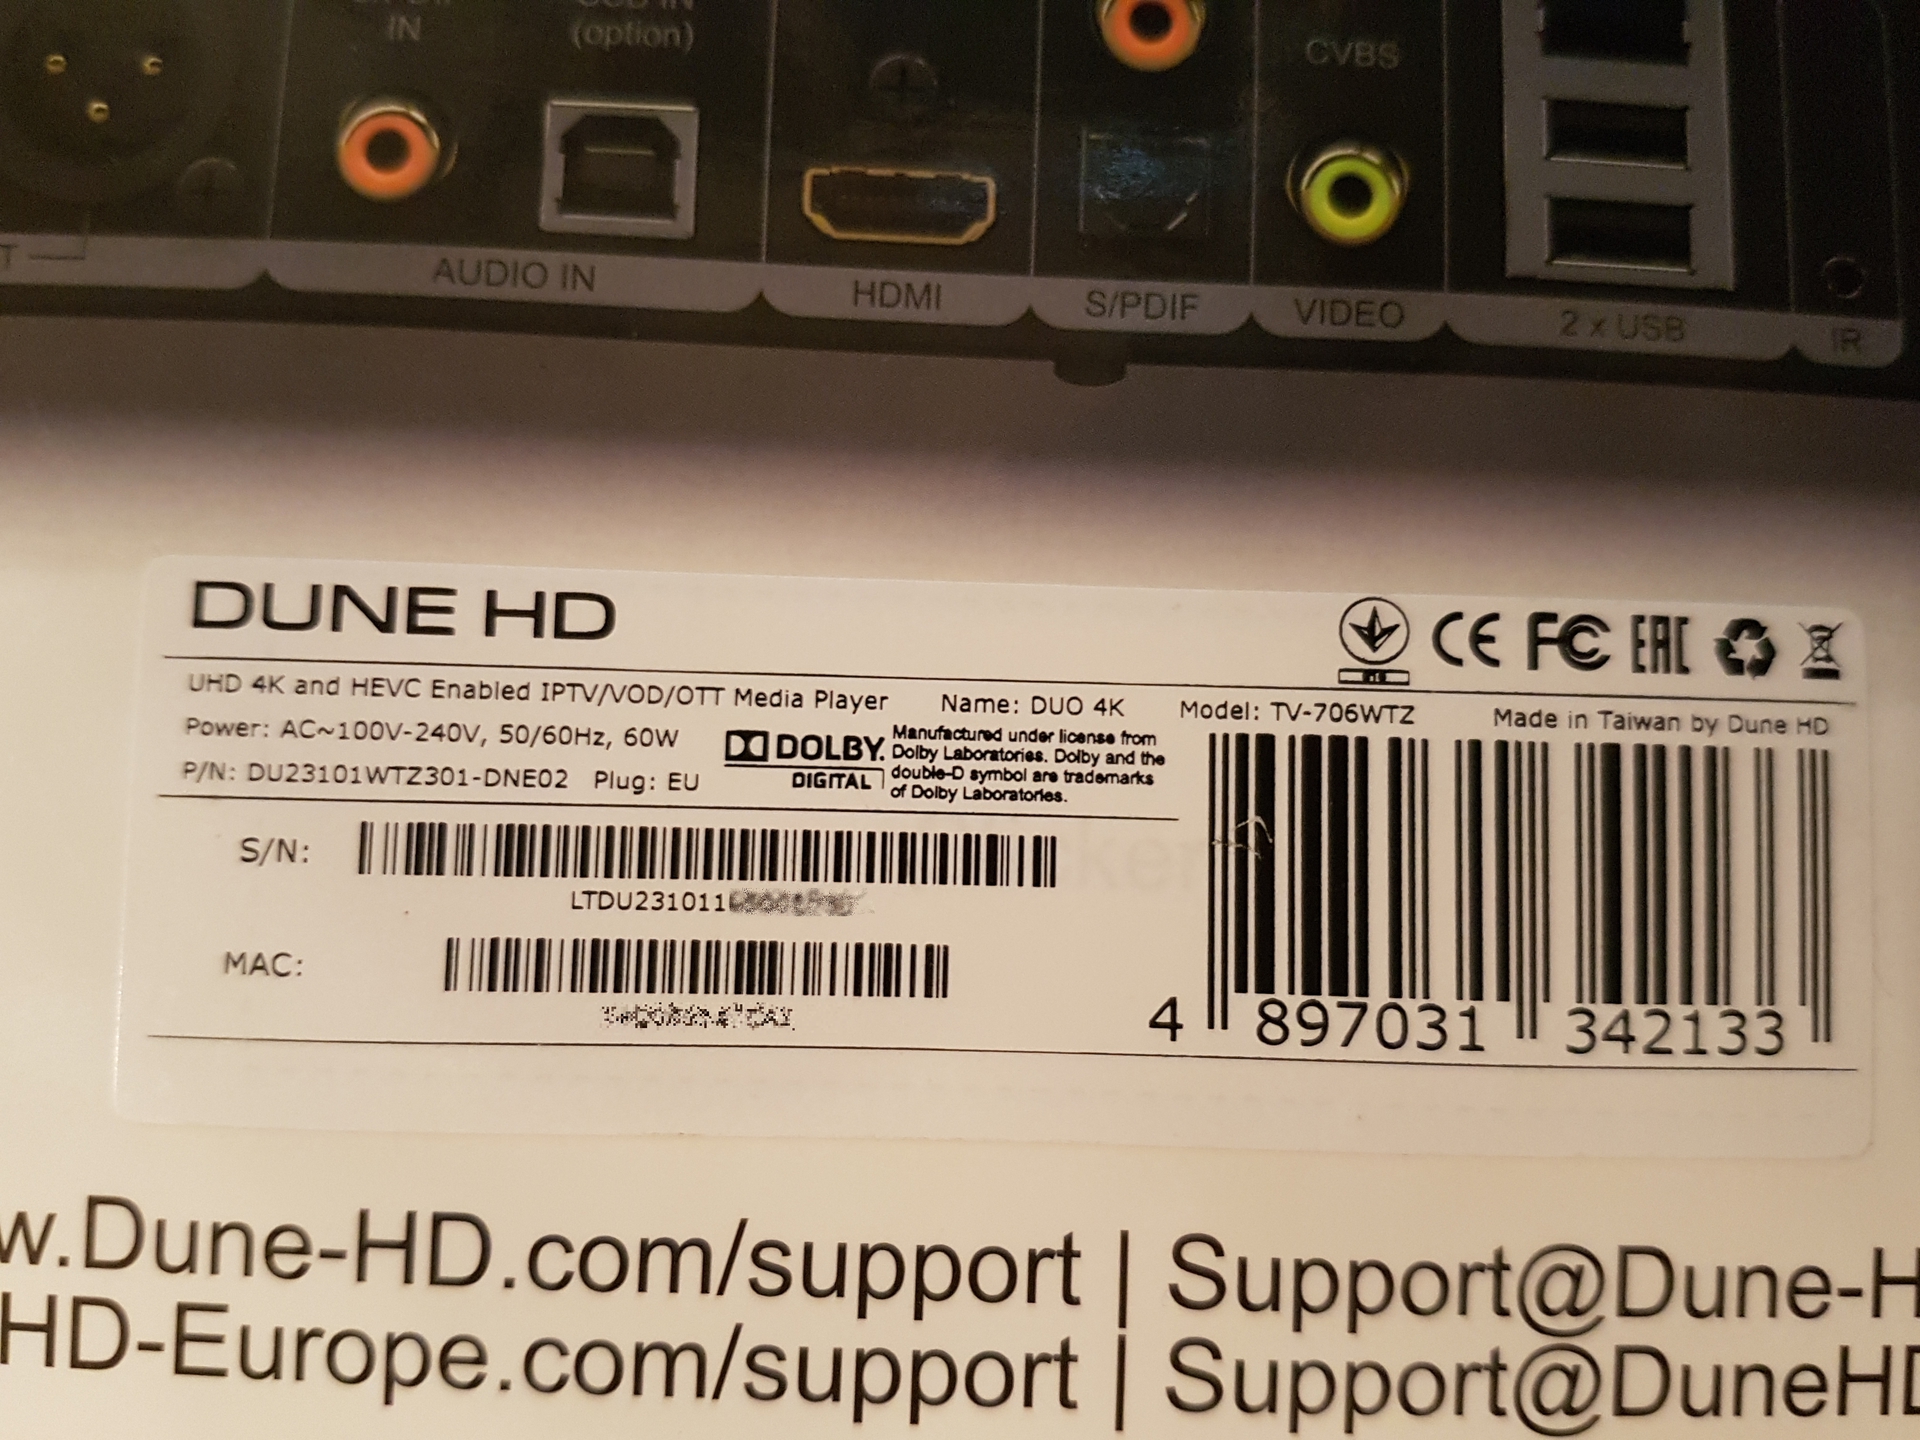 IN
(option)
CVBS
AUDIO IN
HDMI
S/PDIF
VIDEO
2 x USB
IR
DUNE HD
CE FC EAC
UHD 4K and HEVC Enabled IPTV/VOD/OTT Media Player
Name: DUO 4K
Model: TV-706WTZ
Made in Taiwan by Dune HD
Power: AC~100V-240V, 50/60Hz, 60W
P/N: DU23101WTZ301-DNE02 Plug: EU
DOLBY.
DIGITAL
Manufactured under license from
Dolby Laboratories. Dolby and the
double-D symbol are trademarks
of Dolby Laboratories.
S/N:
LTDU231011
MAC:
4 897031 342133
w.Dune-HD.com/support | Support@Dune-H
HD-Europe.com/support | Support@DuneHD